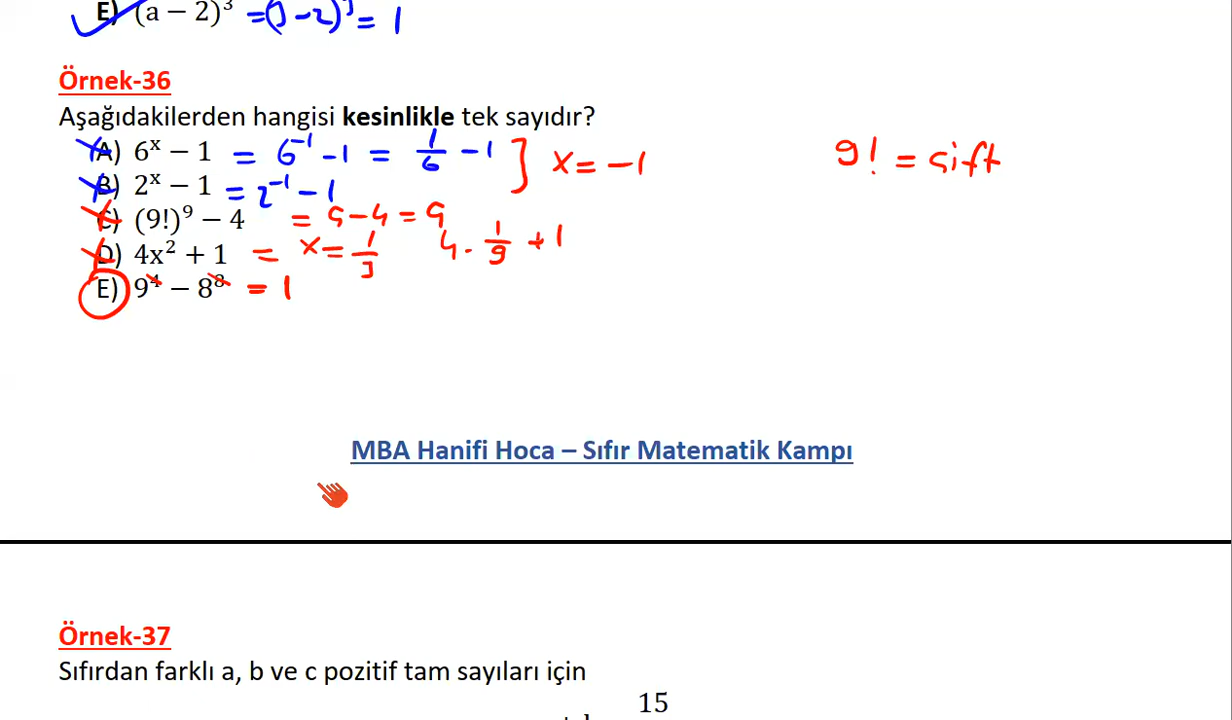 E) (a − 2)³ = (3 − 2)³ = 1
Örnek-36
Aşağıdakilerden hangisi kesinlikle tek sayıdır?
A) 6ˣ − 1 = 6⁻¹ − 1 = 1/6 − 1 ] x = −1 9! = çift
B) 2ˣ − 1 = 2⁻¹ − 1
C) (9!)⁹ − 4 = Ç − Ç = Ç
D) 4x² + 1 = x = 1/3 4 · 1/9 + 1
E) 9⁴ − 8⁸ = 1
MBA Hanifi Hoca – Sıfır Matematik Kampı
Örnek-37
Sıfırdan farklı a, b ve c pozitif tam sayıları için
15